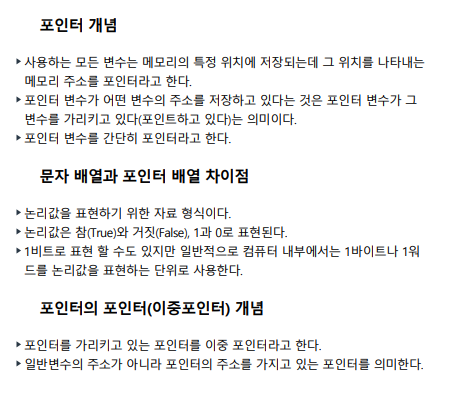 포인터 개념
사용하는 모든 변수는 메모리의 특정 위치에 저장되는데 그 위치를 나타내는
메모리 주소를 포인터라고 한다.
포인터 변수가 어떤 변수의 주소를 저장하고 있다는 것은 포인터 변수가 그
변수를 가리키고 있다(포인트하고 있다)는 의미이다.
포인터 변수를 간단히 포인터라고 한다.
문자 배열과 포인터 배열 차이점
논리값을 표현하기 위한 자료 형식이다.
논리값은 참(True)와 거짓(False), 1과 0로 표현된다.
1비트로 표현 할 수도 있지만 일반적으로 컴퓨터 내부에서는 1바이트나 1워
드를 논리값을 표현하는 단위로 사용한다.
포인터의 포인터(이중포인터) 개념
포인터를 가리키고 있는 포인터를 이중 포인터라고 한다.
일반변수의 주소가 아니라 포인터의 주소를 가지고 있는 포인터를 의미한다.